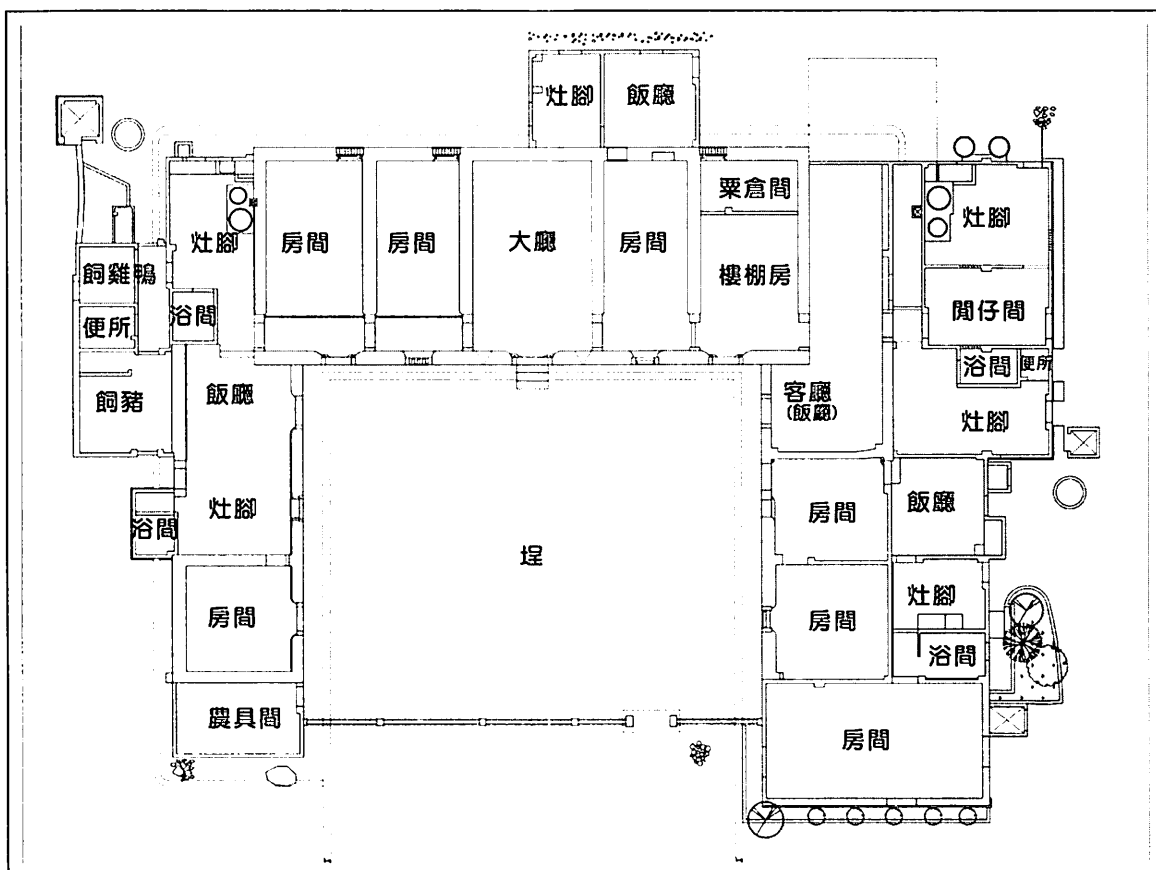 灶腳
飯廳
粟倉間
灶腳
房間
房間
大廳
房間
樓棚房
灶腳
飼雞鴨
浴間
便所
閒仔間
飼豬
飯廳
客廳
(飯廳)
浴間
便所
灶腳
灶腳
浴間
房間
飯廳
埕
房間
房間
灶腳
浴間
農具間
房間